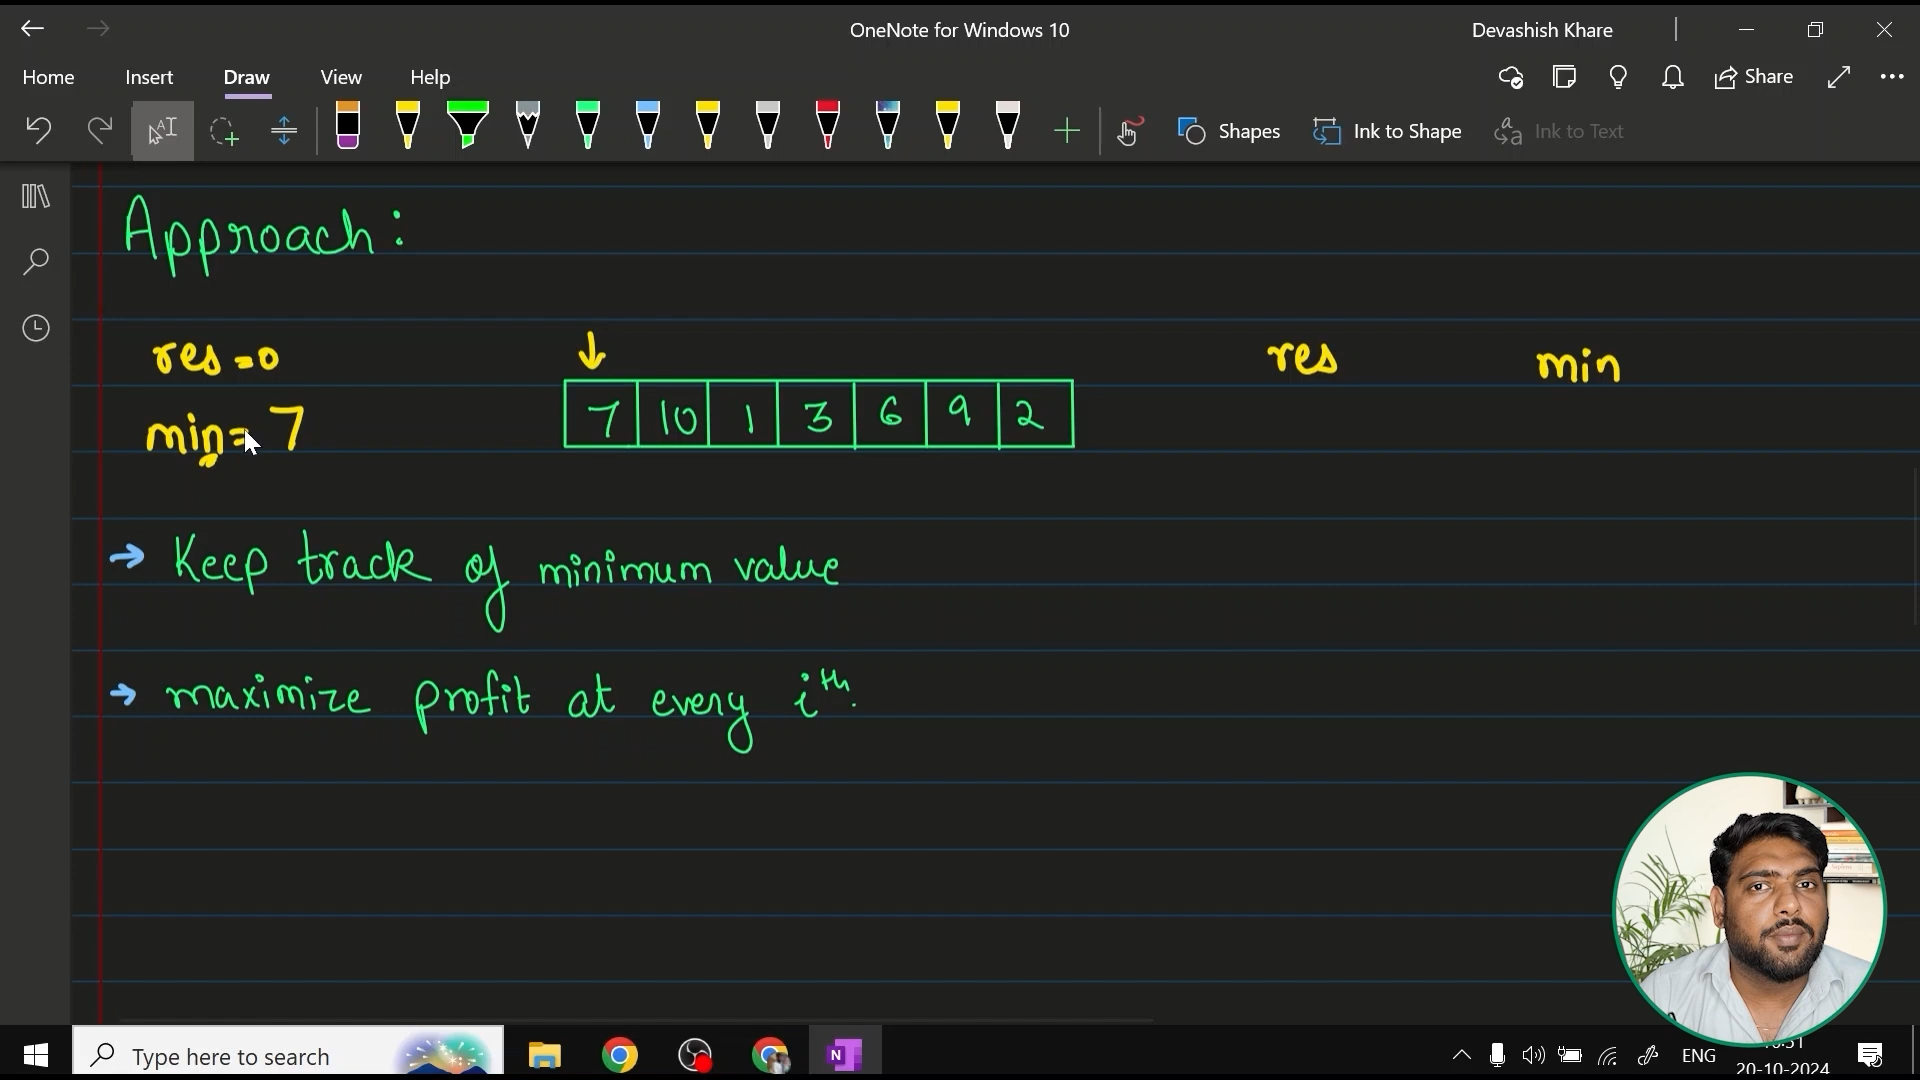 OneNote for Windows 10
Devashish Khare
Home Insert Draw View Help
Share
Shapes Ink to Shape Ink to Text
Approach:
res = 0
res min
min = 7
7 10 1 3 6 9 2
→ Keep track of minimum value
→ maximize profit at every ith.
Type here to search
N
ENG
20-10-2024